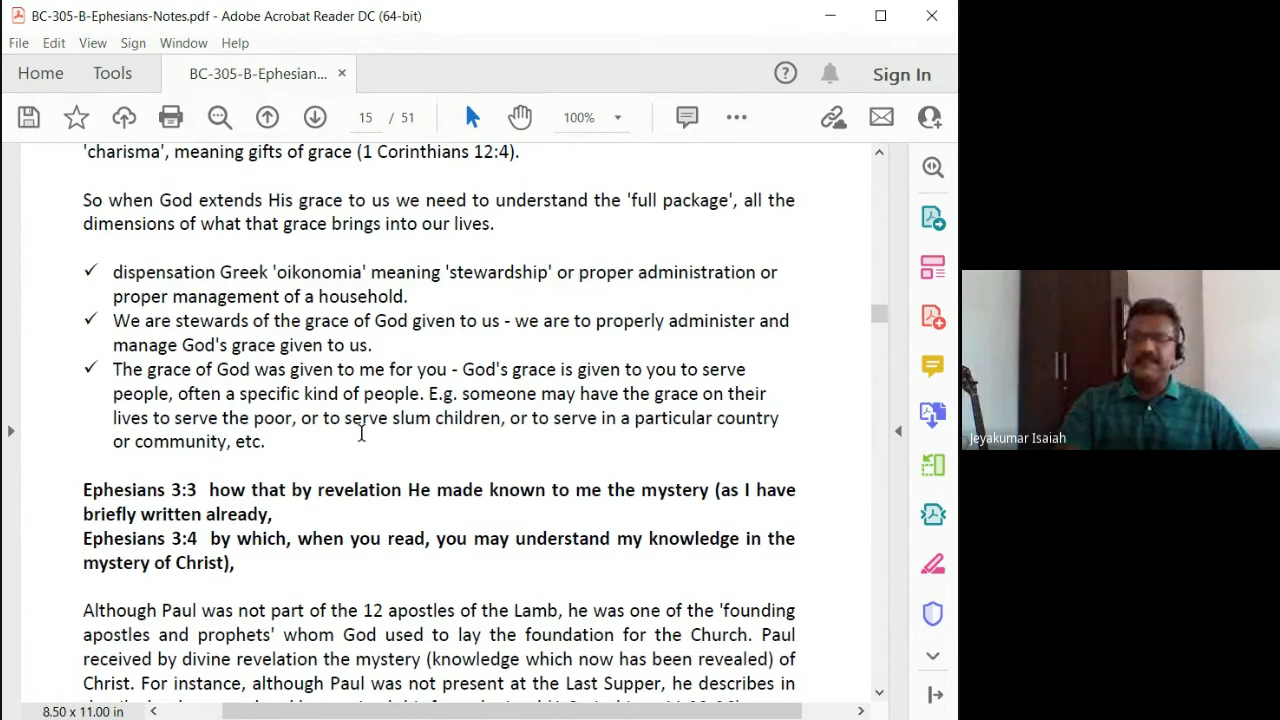 BC-305-B-Ephesians-Notes.pdf - Adobe Acrobat Reader DC (64-bit)
File Edit View Sign Window Help
Home Tools BC-305-B-Ephesian... Sign In
15 / 51 100%
'charisma', meaning gifts of grace (1 Corinthians 12:4).
So when God extends His grace to us we need to understand the 'full package', all the
dimensions of what that grace brings into our lives.
✓ dispensation Greek 'oikonomia' meaning 'stewardship' or proper administration or
proper management of a household.
✓ We are stewards of the grace of God given to us - we are to properly administer and
manage God's grace given to us.
✓ The grace of God was given to me for you - God's grace is given to you to serve
people, often a specific kind of people. E.g. someone may have the grace on their
lives to serve the poor, or to serve slum children, or to serve in a particular country
or community, etc.
Ephesians 3:3 how that by revelation He made known to me the mystery (as I have
briefly written already,
Ephesians 3:4 by which, when you read, you may understand my knowledge in the
mystery of Christ),
Although Paul was not part of the 12 apostles of the Lamb, he was one of the 'founding
apostles and prophets' whom God used to lay the foundation for the Church. Paul
received by divine revelation the mystery (knowledge which now has been revealed) of
Christ. For instance, although Paul was not present at the Last Supper, he describes in
8.50 x 11.00 in
Jeyakumar Isaiah